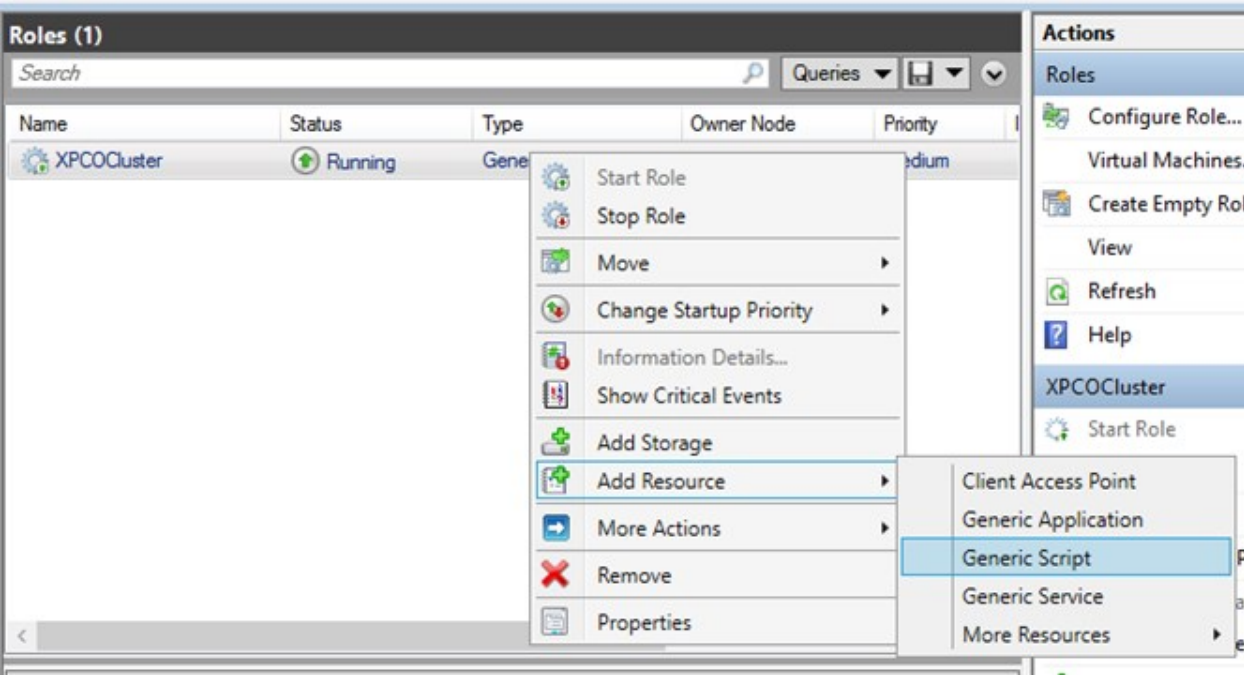 Roles (1)
Search
Queries
Name Status Type Owner Node Priority
XPCOCluster Running Gene edium
Start Role
Stop Role
Move
Change Startup Priority
Information Details...
Show Critical Events
Add Storage
Add Resource
More Actions
Remove
Properties
Client Access Point
Generic Application
Generic Script
Generic Service
More Resources
Actions
Roles
Configure Role...
Virtual Machines.
Create Empty Rol
View
Refresh
Help
XPCOCluster
Start Role